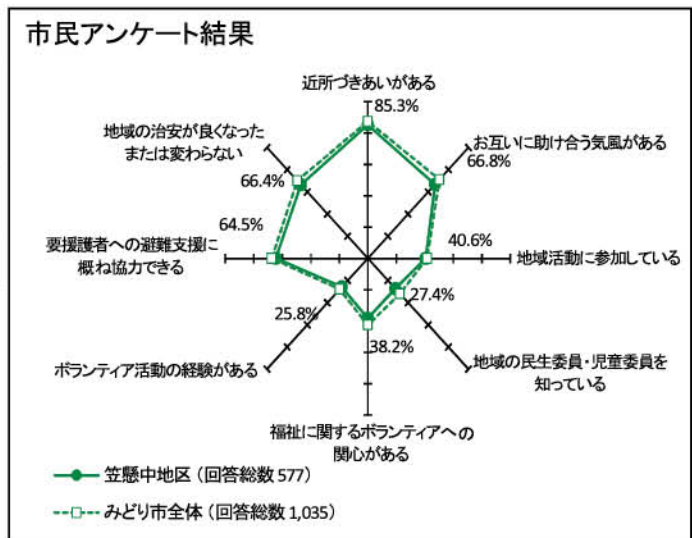 市民アンケート結果
近所づきあいがある
85.3%
お互いに助け合う気風がある
66.8%
地域活動に参加している
40.6%
地域の民生委員・児童委員を
知っている
27.4%
福祉に関するボランティアへの
関心がある
38.2%
ボランティア活動の経験がある
25.8%
要援護者への避難支援に
概ね協力できる
64.5%
地域の治安が良くなった
または変わらない
66.4%
笠懸中地区（回答総数 577）
みどり市全体（回答総数 1,035）